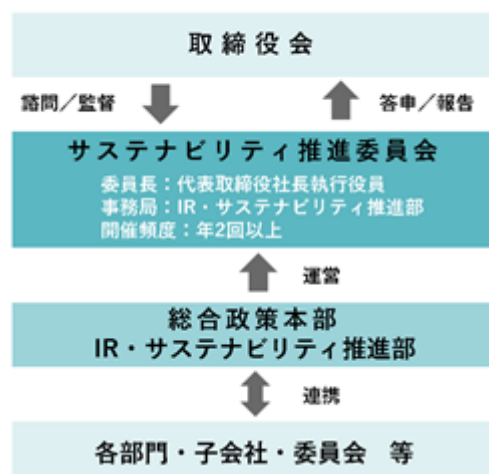 取締役会
諮問／監督
答申／報告
サステナビリティ推進委員会
委員長：代表取締役社長執行役員
事務局：IR・サステナビリティ推進部
開催頻度：年2回以上
運営
総合政策本部
IR・サステナビリティ推進部
連携
各部門・子会社・委員会　等